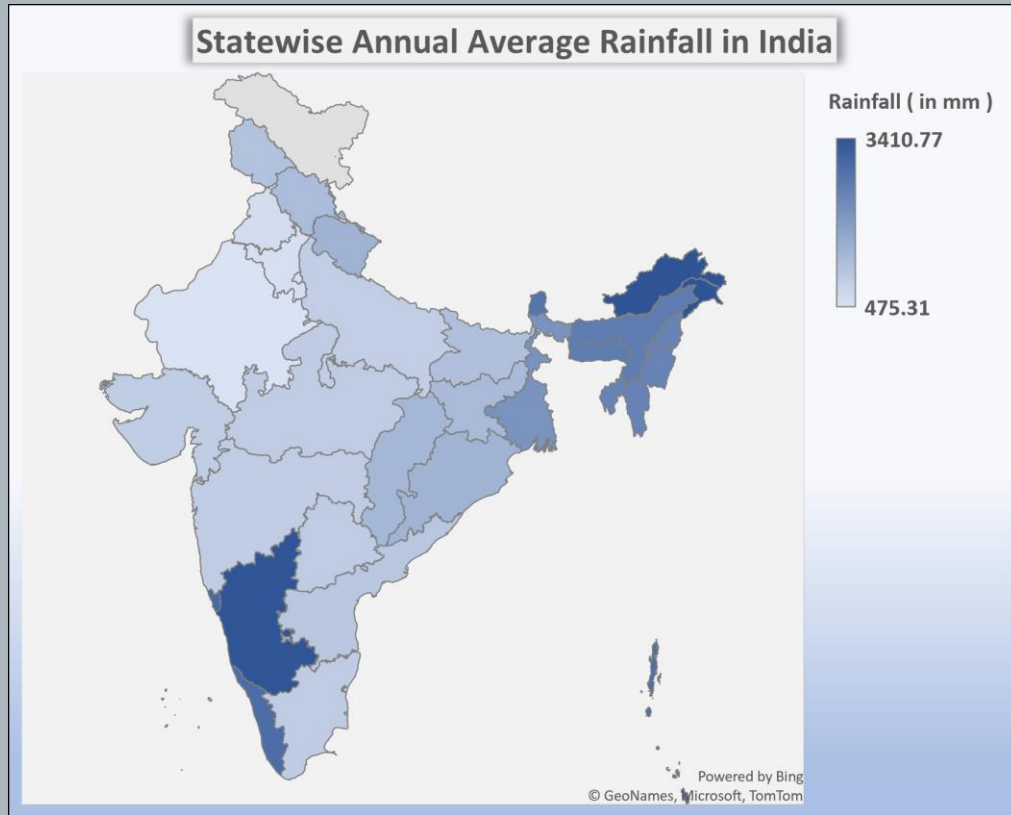 Statewise Annual Average Rainfall in India
Rainfall ( in mm )
3410.77
475.31
Powered by Bing
© GeoNames, Microsoft, TomTom